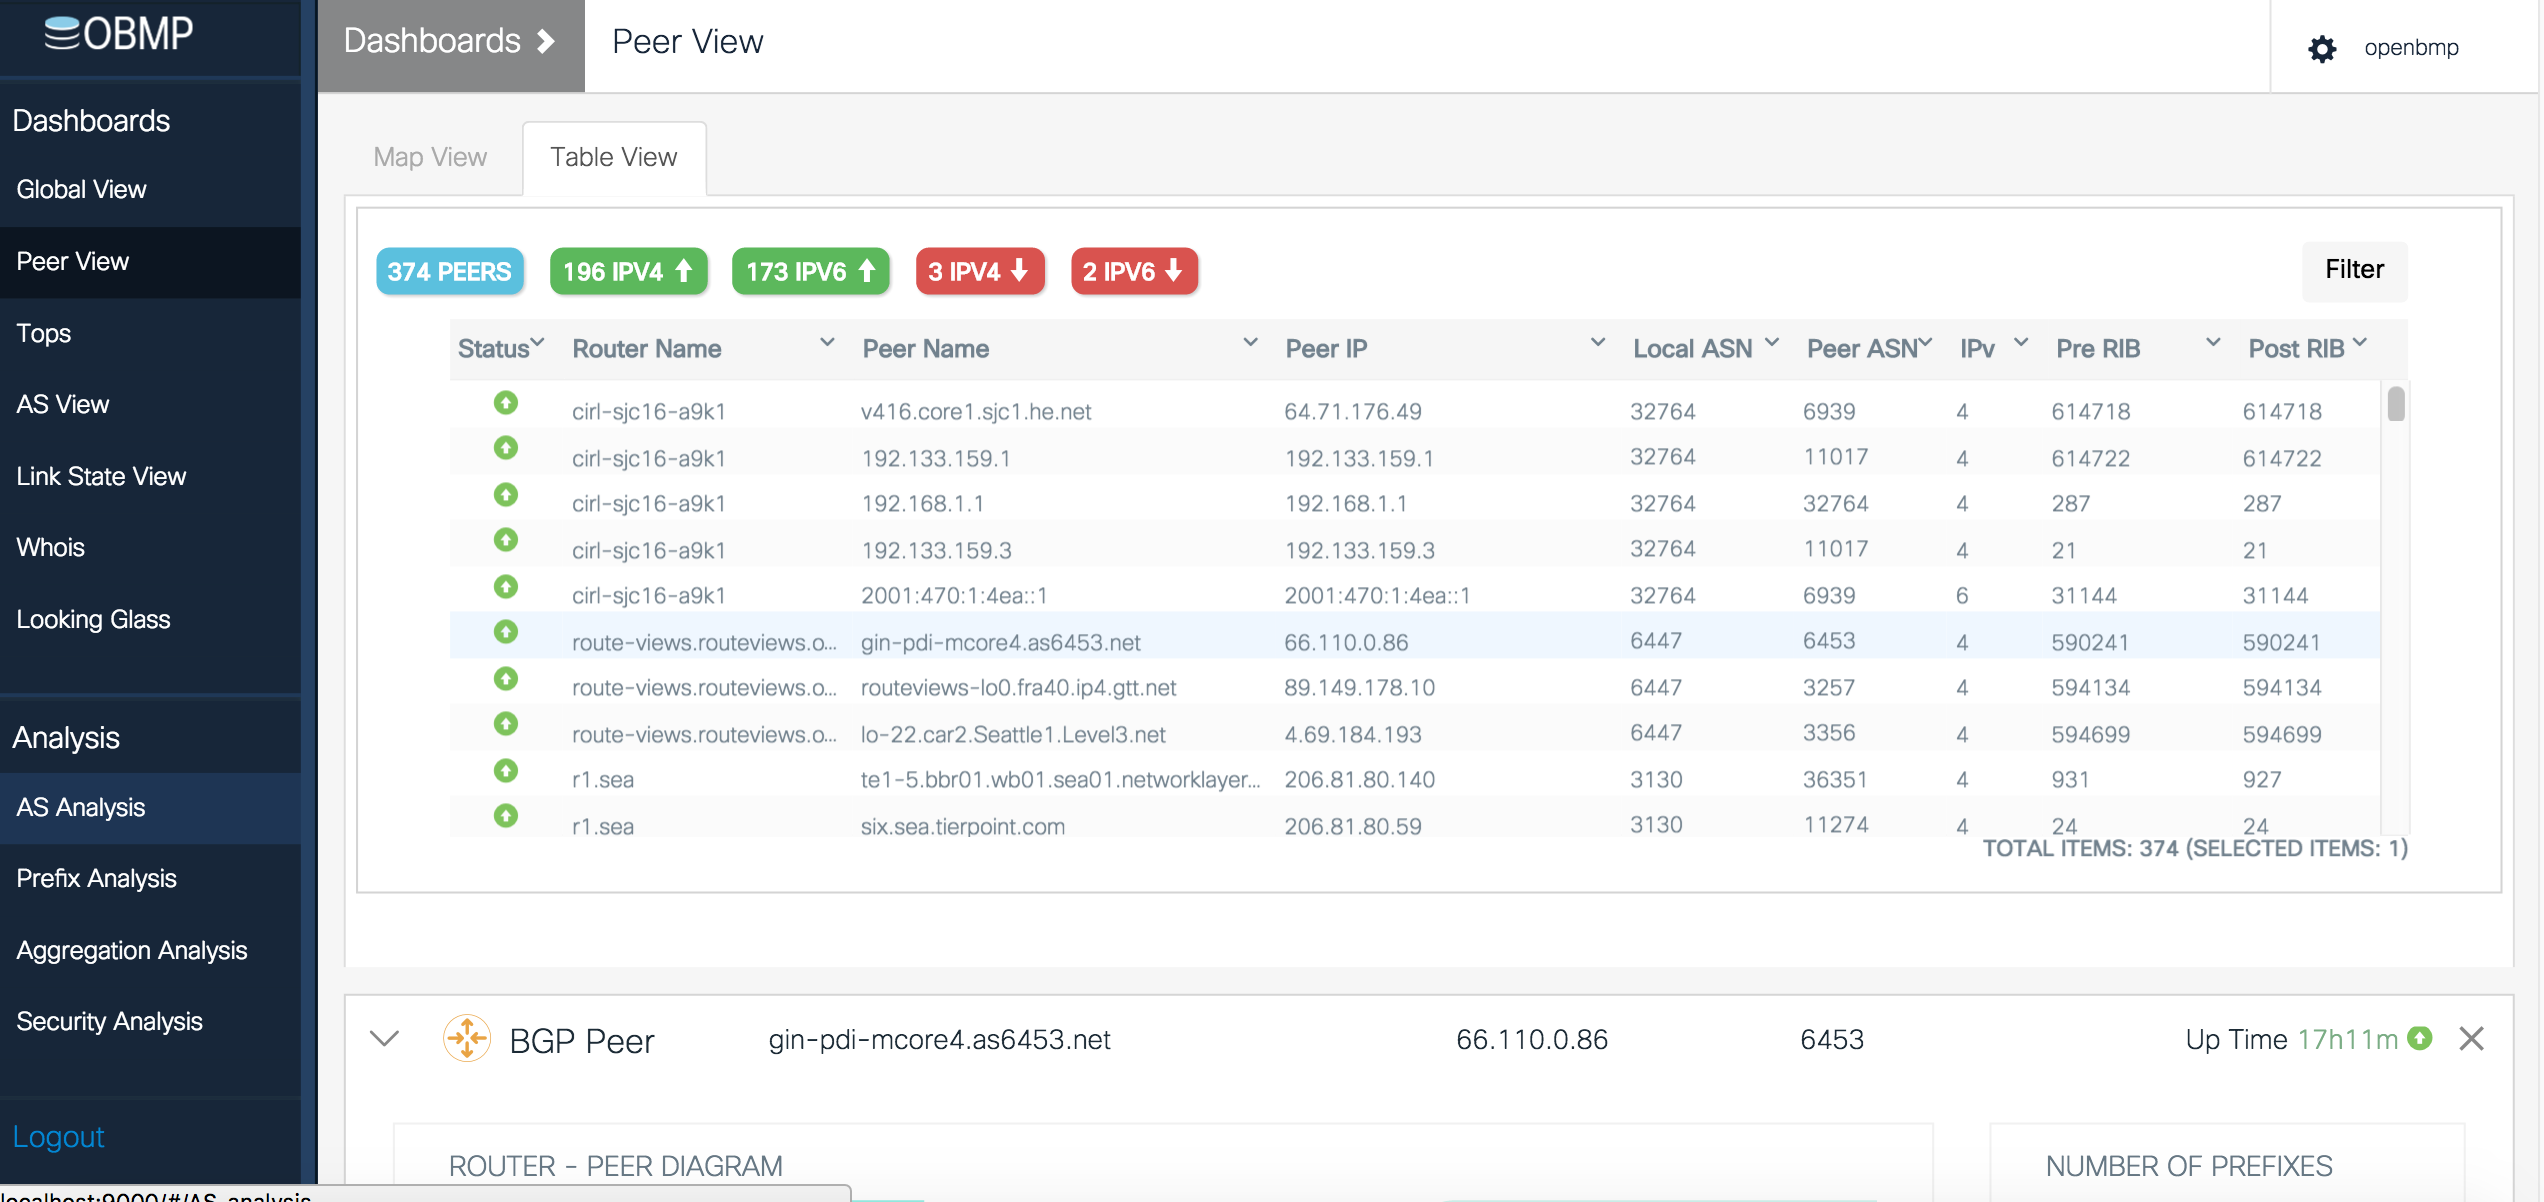 OBMP
Dashboards
Peer View
openbmp
Dashboards
Global View
Peer View
Tops
AS View
Link State View
Whois
Looking Glass
Analysis
AS Analysis
Prefix Analysis
Aggregation Analysis
Security Analysis
Logout
localhost:9000/#/AS_analysis
Map View
Table View
374 PEERS
196 IPV4
173 IPV6
3 IPV4
2 IPV6
Filter
Status Router Name Peer Name Peer IP Local ASN Peer ASN IPv Pre RIB Post RIB
cirl-sjc16-a9k1 v416.core1.sjc1.he.net 64.71.176.49 32764 6939 4 614718 614718
cirl-sjc16-a9k1 192.133.159.1 192.133.159.1 32764 11017 4 614722 614722
cirl-sjc16-a9k1 192.168.1.1 192.168.1.1 32764 32764 4 287 287
cirl-sjc16-a9k1 192.133.159.3 192.133.159.3 32764 11017 4 21 21
cirl-sjc16-a9k1 2001:470:1:4ea::1 2001:470:1:4ea::1 32764 6939 6 31144 31144
route-views.routeviews.o... gin-pdi-mcore4.as6453.net 66.110.0.86 6447 6453 4 590241 590241
route-views.routeviews.o... routeviews-lo0.fra40.ip4.gtt.net 89.149.178.10 6447 3257 4 594134 594134
route-views.routeviews.o... lo-22.car2.Seattle1.Level3.net 4.69.184.193 6447 3356 4 594699 594699
r1.sea te1-5.bbr01.wb01.sea01.networklayer... 206.81.80.140 3130 36351 4 931 927
r1.sea six.sea.tierpoint.com 206.81.80.59 3130 11274 4 24 24
TOTAL ITEMS: 374 (SELECTED ITEMS: 1)
BGP Peer gin-pdi-mcore4.as6453.net 66.110.0.86 6453 Up Time 17h11m
ROUTER - PEER DIAGRAM
NUMBER OF PREFIXES